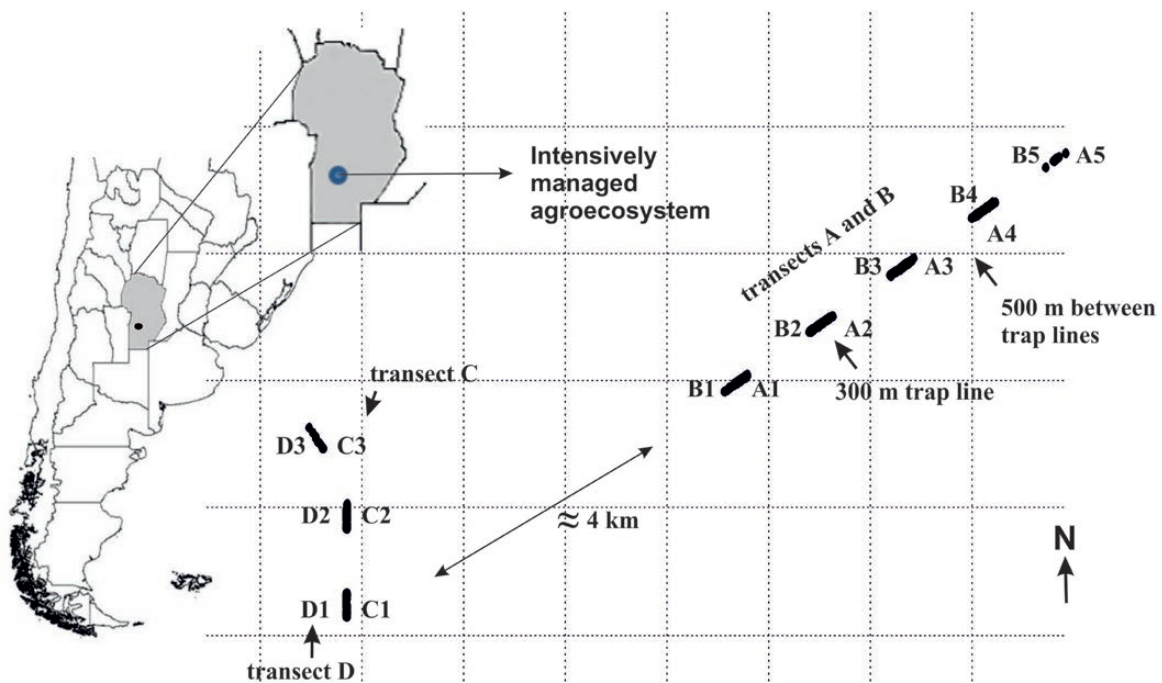 Intensively
managed
agroecosystem
B5 A5
B4
A4
transects A and B
B3 A3
500 m between
trap lines
B2 A2
300 m trap line
B1 A1
transect C
D3 C3
D2 C2
≈ 4 km
N
D1 C1
transect D